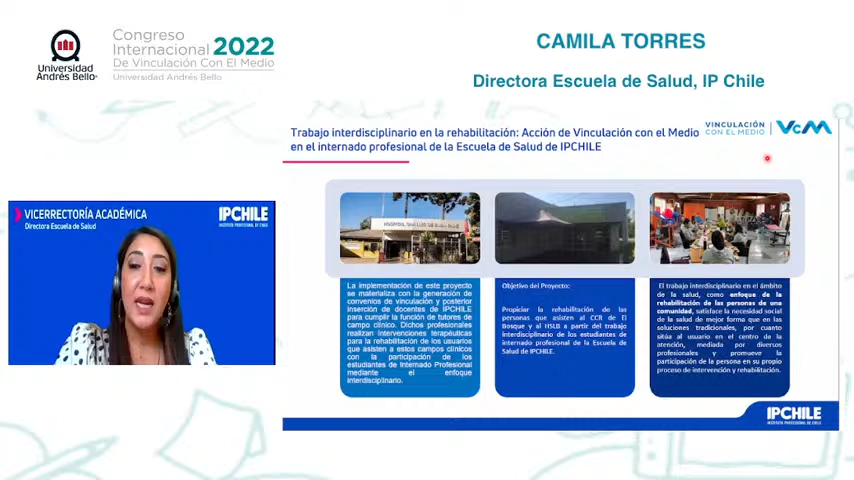 Universidad
Andrés Bello
Congreso
Internacional 2022
De Vinculación Con El Medio
Universidad Andrés Bello
CAMILA TORRES
Directora Escuela de Salud, IP Chile
Trabajo interdisciplinario en la rehabilitación: Acción de Vinculación con el Medio
en el internado profesional de la Escuela de Salud de IPCHILE
VINCULACIÓN
CON EL MEDIO
VcM
VICERRECTORÍA ACADÉMICA
Directora Escuela de Salud
IPCHILE
INSTITUTO PROFESIONAL DE CHILE
La implementación de este proyecto
se materializa con la generación de
convenios de vinculación y posterior
inserción de docentes de IPCHILE
para cumplir la función de tutores de
campo clínico. Dichos profesionales
realizan intervenciones terapéuticas
para la rehabilitación de los usuarios
que asisten a estos campos clínicos
con la participación de los
estudiantes de Internado Profesional
mediante el enfoque
interdisciplinario.
Objetivo del Proyecto:
Propiciar la rehabilitación de las
personas que asisten al CCR de El
Bosque y al HSLB a partir del trabajo
interdisciplinario de los estudiantes de
internado profesional de la Escuela de
Salud de IPCHILE.
El trabajo interdisciplinario en el ámbito
de la salud, como enfoque de la
rehabilitación de las personas de una
comunidad, satisface la necesidad social
de la salud de mejor forma que en las
soluciones tradicionales, por cuanto
sitúa al usuario en el centro de la
atención, mediada por diversos
profesionales y promueve la
participación de la persona en su propio
proceso de intervención y rehabilitación.
IPCHILE
INSTITUTO PROFESIONAL DE CHILE